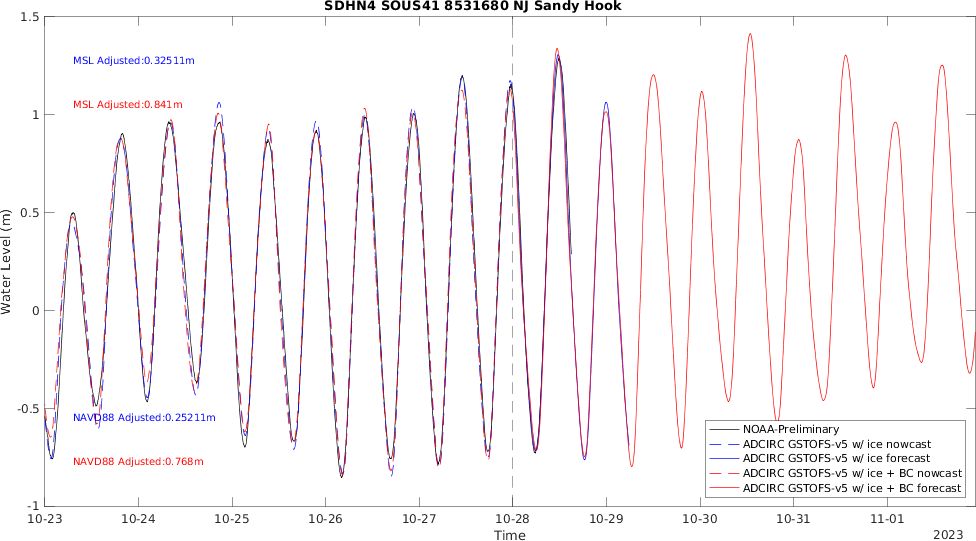 SDHN4 SOUS41 8531680 NJ Sandy Hook
1.5
1
0.5
0
-0.5
-1
Water Level (m)
MSL Adjusted:0.32511m
MSL Adjusted:0.841m
NAVD88 Adjusted:0.25211m
NAVD88 Adjusted:0.768m
NOAA-Preliminary
ADCIRC GSTOFS-v5 w/ ice nowcast
ADCIRC GSTOFS-v5 w/ ice forecast
ADCIRC GSTOFS-v5 w/ ice + BC nowcast
ADCIRC GSTOFS-v5 w/ ice + BC forecast
10-23 10-24 10-25 10-26 10-27 10-28 10-29 10-30 10-31 11-01
Time
2023